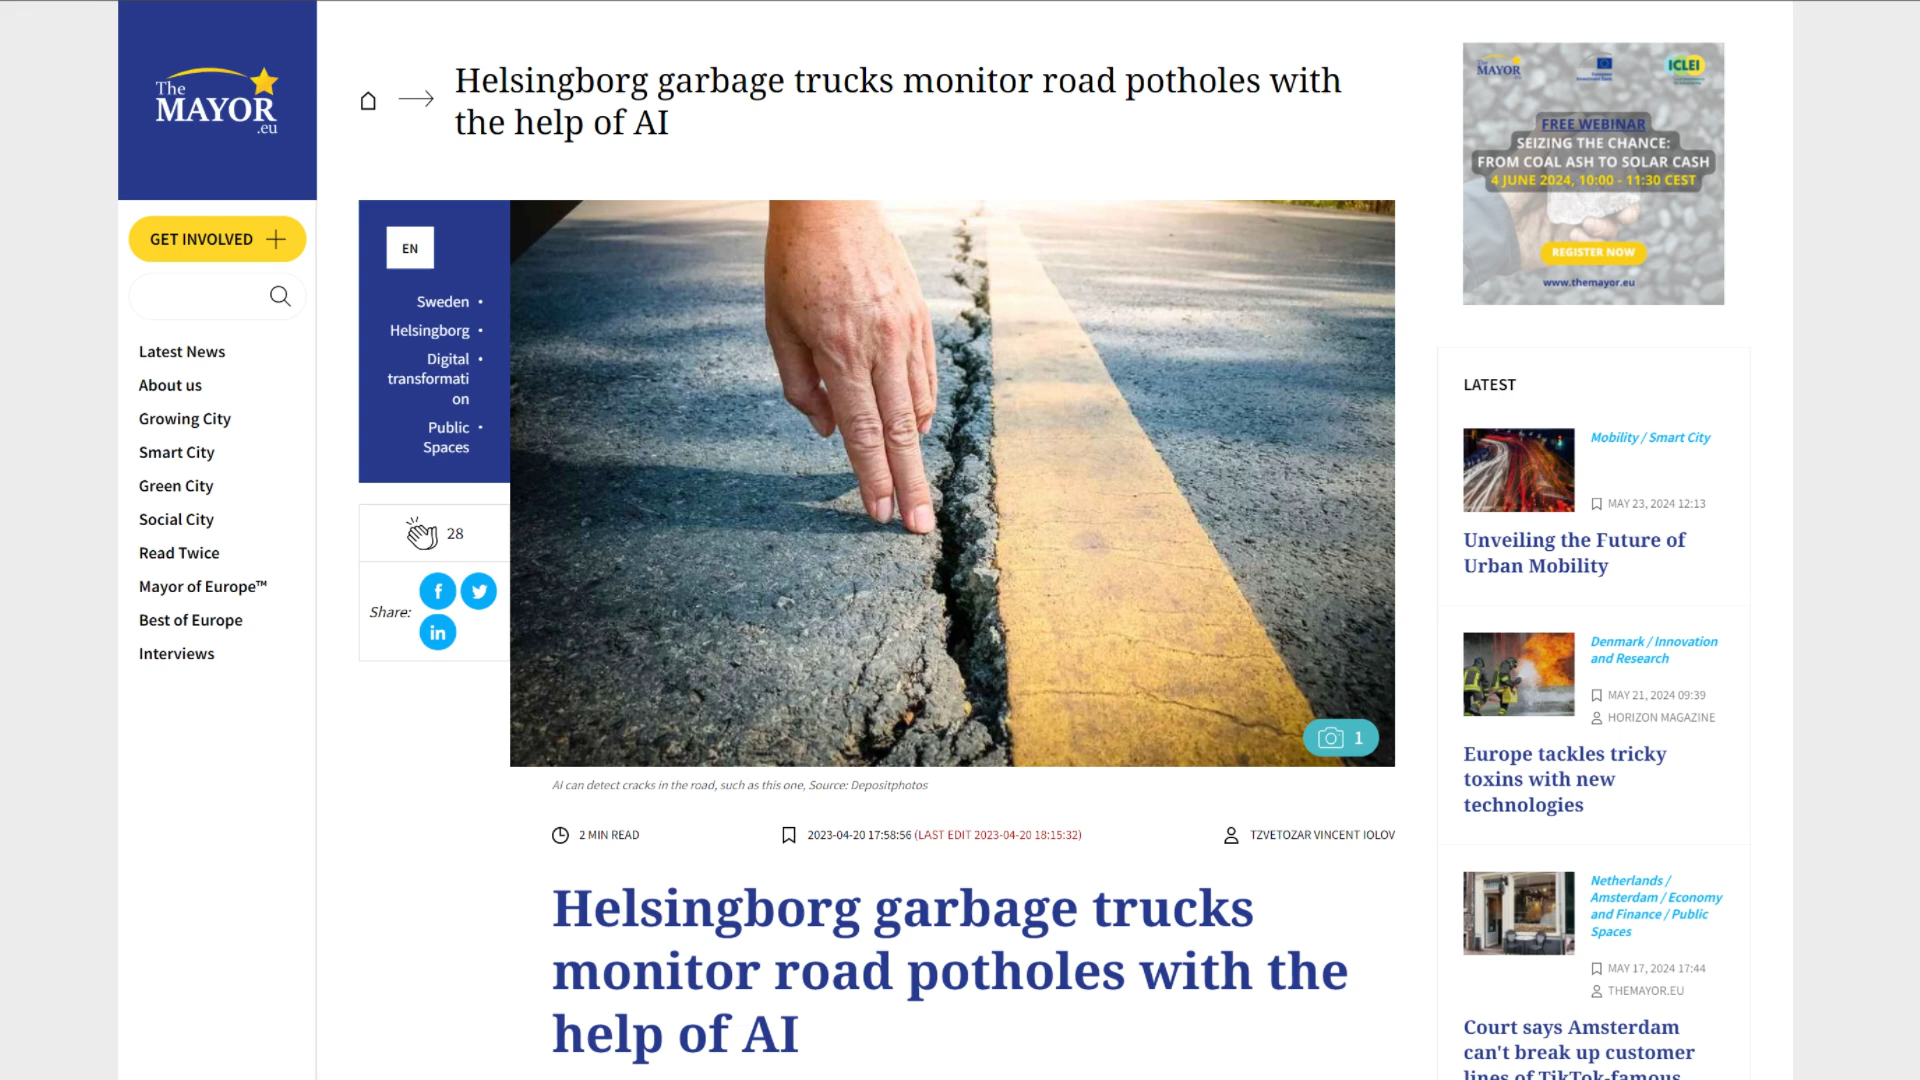 The
MAYOR
.eu
GET INVOLVED
Latest News
About us
Growing City
Smart City
Green City
Social City
Read Twice
Mayor of Europe™
Best of Europe
Interviews
Helsingborg garbage trucks monitor road potholes with
the help of AI
EN
Sweden •
Helsingborg •
Digital •
transformati
on
Public •
Spaces
28
Share:
1
AI can detect cracks in the road, such as this one, Source: Depositphotos
2 MIN READ
2023-04-20 17:58:56 (LAST EDIT 2023-04-20 18:15:32)
TZVETOZAR VINCENT IOLOV
Helsingborg garbage trucks
monitor road potholes with the
help of AI
The
MAYOR
ICLEI
FREE WEBINAR
SEIZING THE CHANCE:
FROM COAL ASH TO SOLAR CASH
4 JUNE 2024, 10:00 - 11:30 CEST
REGISTER NOW
www.themayor.eu
LATEST
Mobility / Smart City
MAY 23, 2024 12:13
Unveiling the Future of
Urban Mobility
Denmark / Innovation
and Research
MAY 21, 2024 09:39
HORIZON MAGAZINE
Europe tackles tricky
toxins with new
technologies
Netherlands /
Amsterdam / Economy
and Finance / Public
Spaces
MAY 17, 2024 17:44
THEMAYOR.EU
Court says Amsterdam
can't break up customer
lines of TikTok-famous